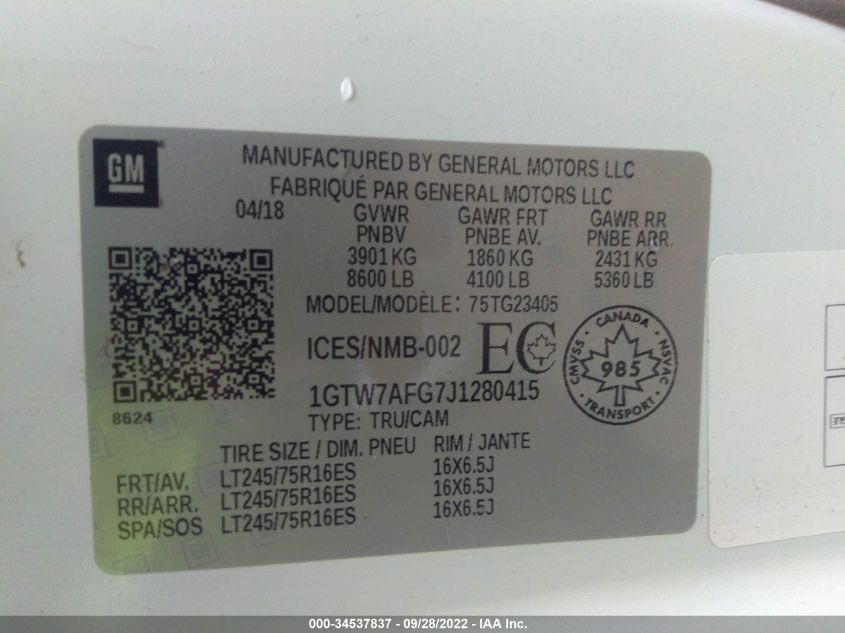 GM
MANUFACTURED BY GENERAL MOTORS LLC
FABRIQUÉ PAR GENERAL MOTORS LLC
04/18 GVWR GAWR FRT GAWR RR
PNBV PNBE AV. PNBE ARR.
3901 KG 1860 KG 2431 KG
8600 LB 4100 LB 5360 LB
MODEL/MODÈLE: 75TG23405
ICES/NMB-002 EC
CANADA
CMVSS 985 NSVAC
TRANSPORT
1GTW7AFG7J1280415
8624 TYPE: TRU/CAM
TIRE SIZE / DIM. PNEU RIM / JANTE
FRT/AV. LT245/75R16ES 16X6.5J
RR/ARR. LT245/75R16ES 16X6.5J
SPA/SOS LT245/75R16ES 16X6.5J
000-34537837 - 09/28/2022 - IAA Inc.